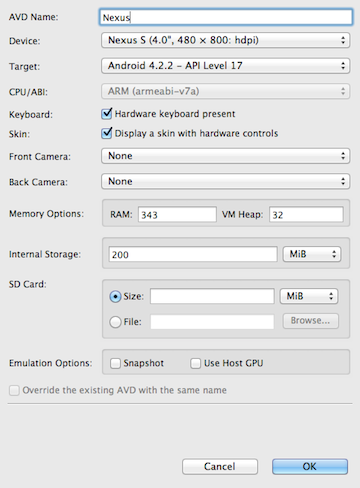 AVD Name: Nexus
Device: Nexus S (4.0", 480 × 800: hdpi)
Target: Android 4.2.2 – API Level 17
CPU/ABI: ARM (armeabi-v7a)
Keyboard: Hardware keyboard present
Skin: Display a skin with hardware controls
Front Camera: None
Back Camera: None
Memory Options: RAM: 343 VM Heap: 32
Internal Storage: 200 MiB
SD Card:
Size: MiB
File: Browse...
Emulation Options: Snapshot Use Host GPU
Override the existing AVD with the same name
Cancel OK